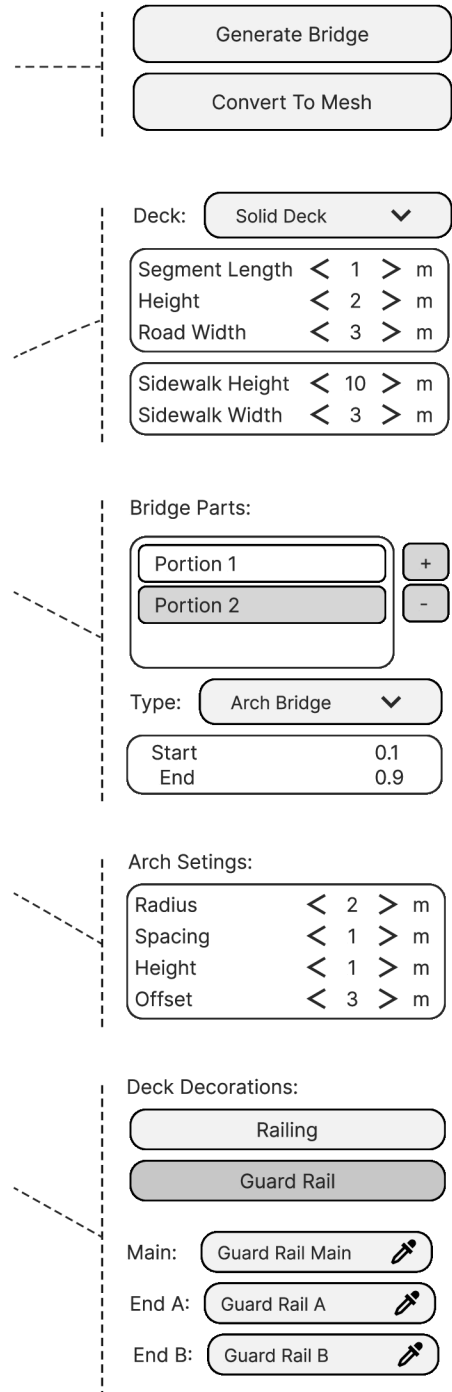 Generate Bridge
Convert To Mesh
Deck: Solid Deck
Segment Length < 1 > m
Height < 2 > m
Road Width < 3 > m
Sidewalk Height < 10 > m
Sidewalk Width < 3 > m
Bridge Parts:
Portion 1 +
Portion 2 -
Type: Arch Bridge
Start 0.1
End 0.9
Arch Setings:
Radius < 2 > m
Spacing < 1 > m
Height < 1 > m
Offset < 3 > m
Deck Decorations:
Railing
Guard Rail
Main: Guard Rail Main
End A: Guard Rail A
End B: Guard Rail B